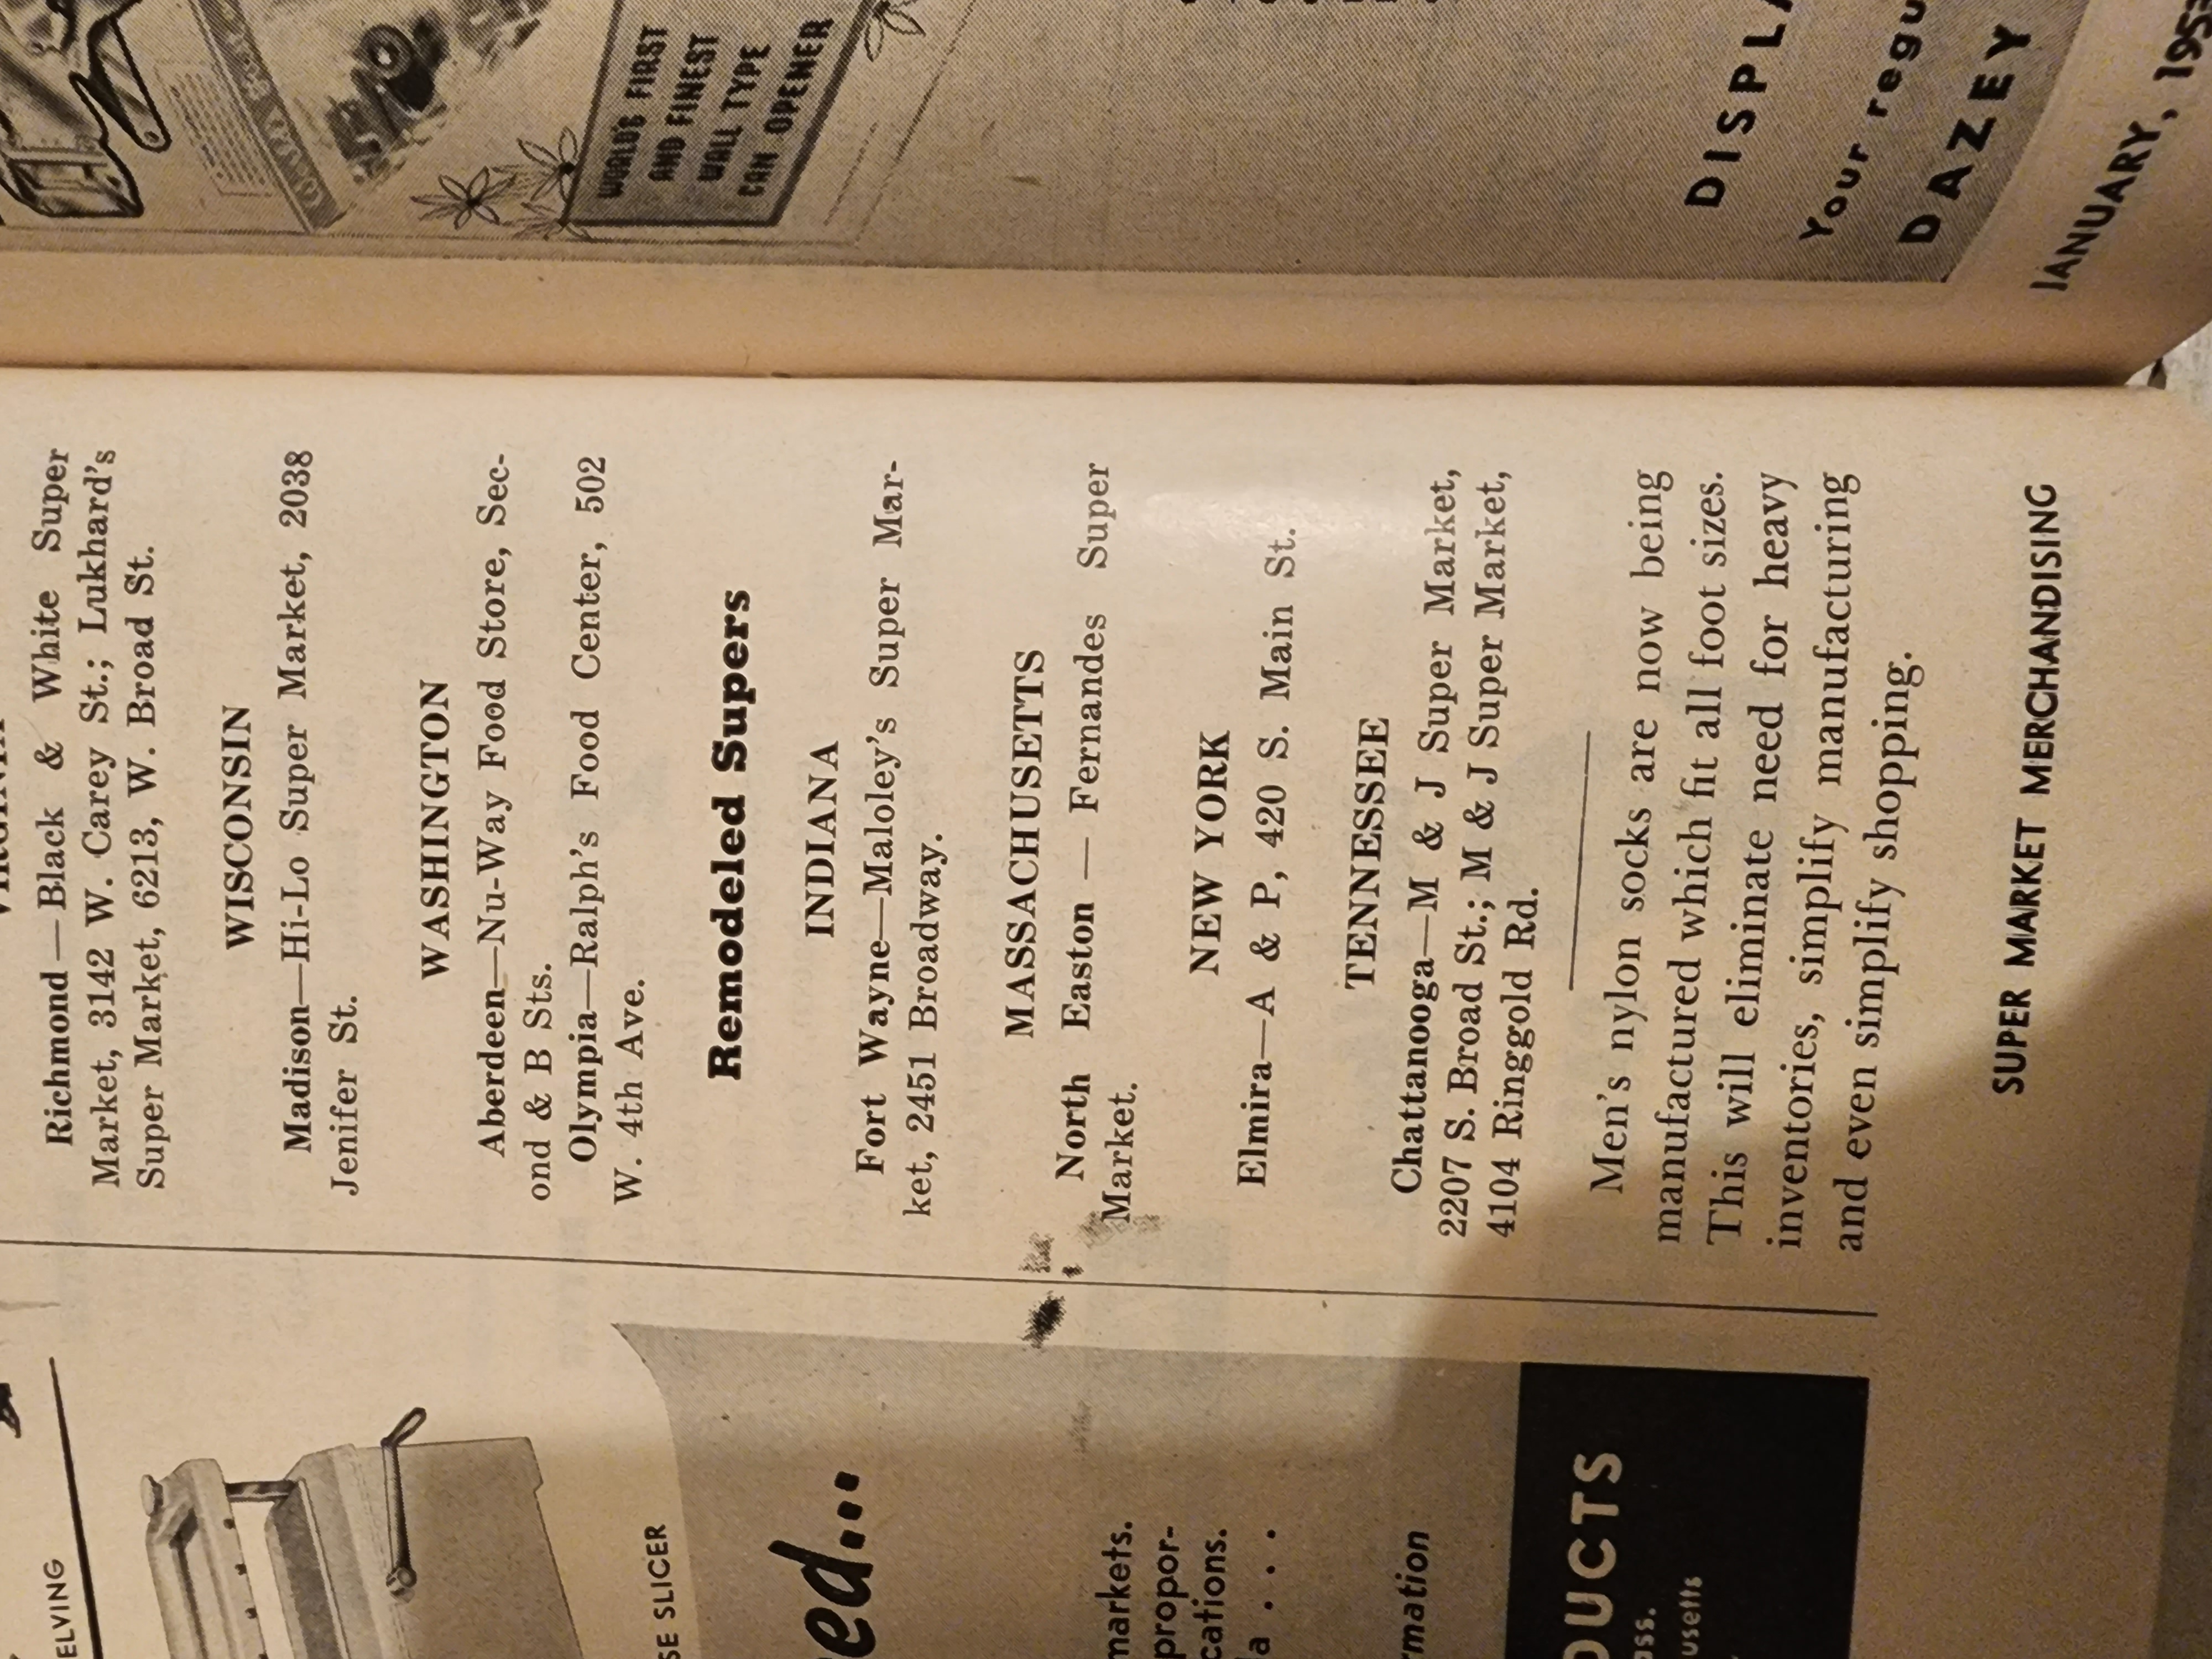 Richmond—Black & White Super
Market, 3142 W. Carey St.; Lukhard's
Super Market, 6213, W. Broad St.
WISCONSIN
Madison—Hi-Lo Super Market, 2038
Jenifer St.
WASHINGTON
Aberdeen—Nu-Way Food Store, Sec-
ond & B Sts.
Olympia—Ralph's Food Center, 502
W. 4th Ave.
Remodeled Supers
INDIANA
Fort Wayne—Maloley's Super Mar-
ket, 2451 Broadway.
MASSACHUSETTS
North Easton — Fernandes Super
Market.
NEW YORK
Elmira—A & P, 420 S. Main St.
TENNESSEE
Chattanooga—M & J Super Market,
2207 S. Broad St.; M & J Super Market,
4104 Ringgold Rd.
Men's nylon socks are now being
manufactured which fit all foot sizes.
This will eliminate need for heavy
inventories, simplify manufacturing
and even simplify shopping.
SUPER MARKET MERCHANDISING
ELVING
SE SLICER
ed...
markets.
propor-
cations.
a . . .
rmation
DUCTS
ass.
usetts
WORLD'S FIRST
AND FINEST
WALL TYPE
CAN OPENER
DISPLA
Your regu
DAZEY
JANUARY, 195